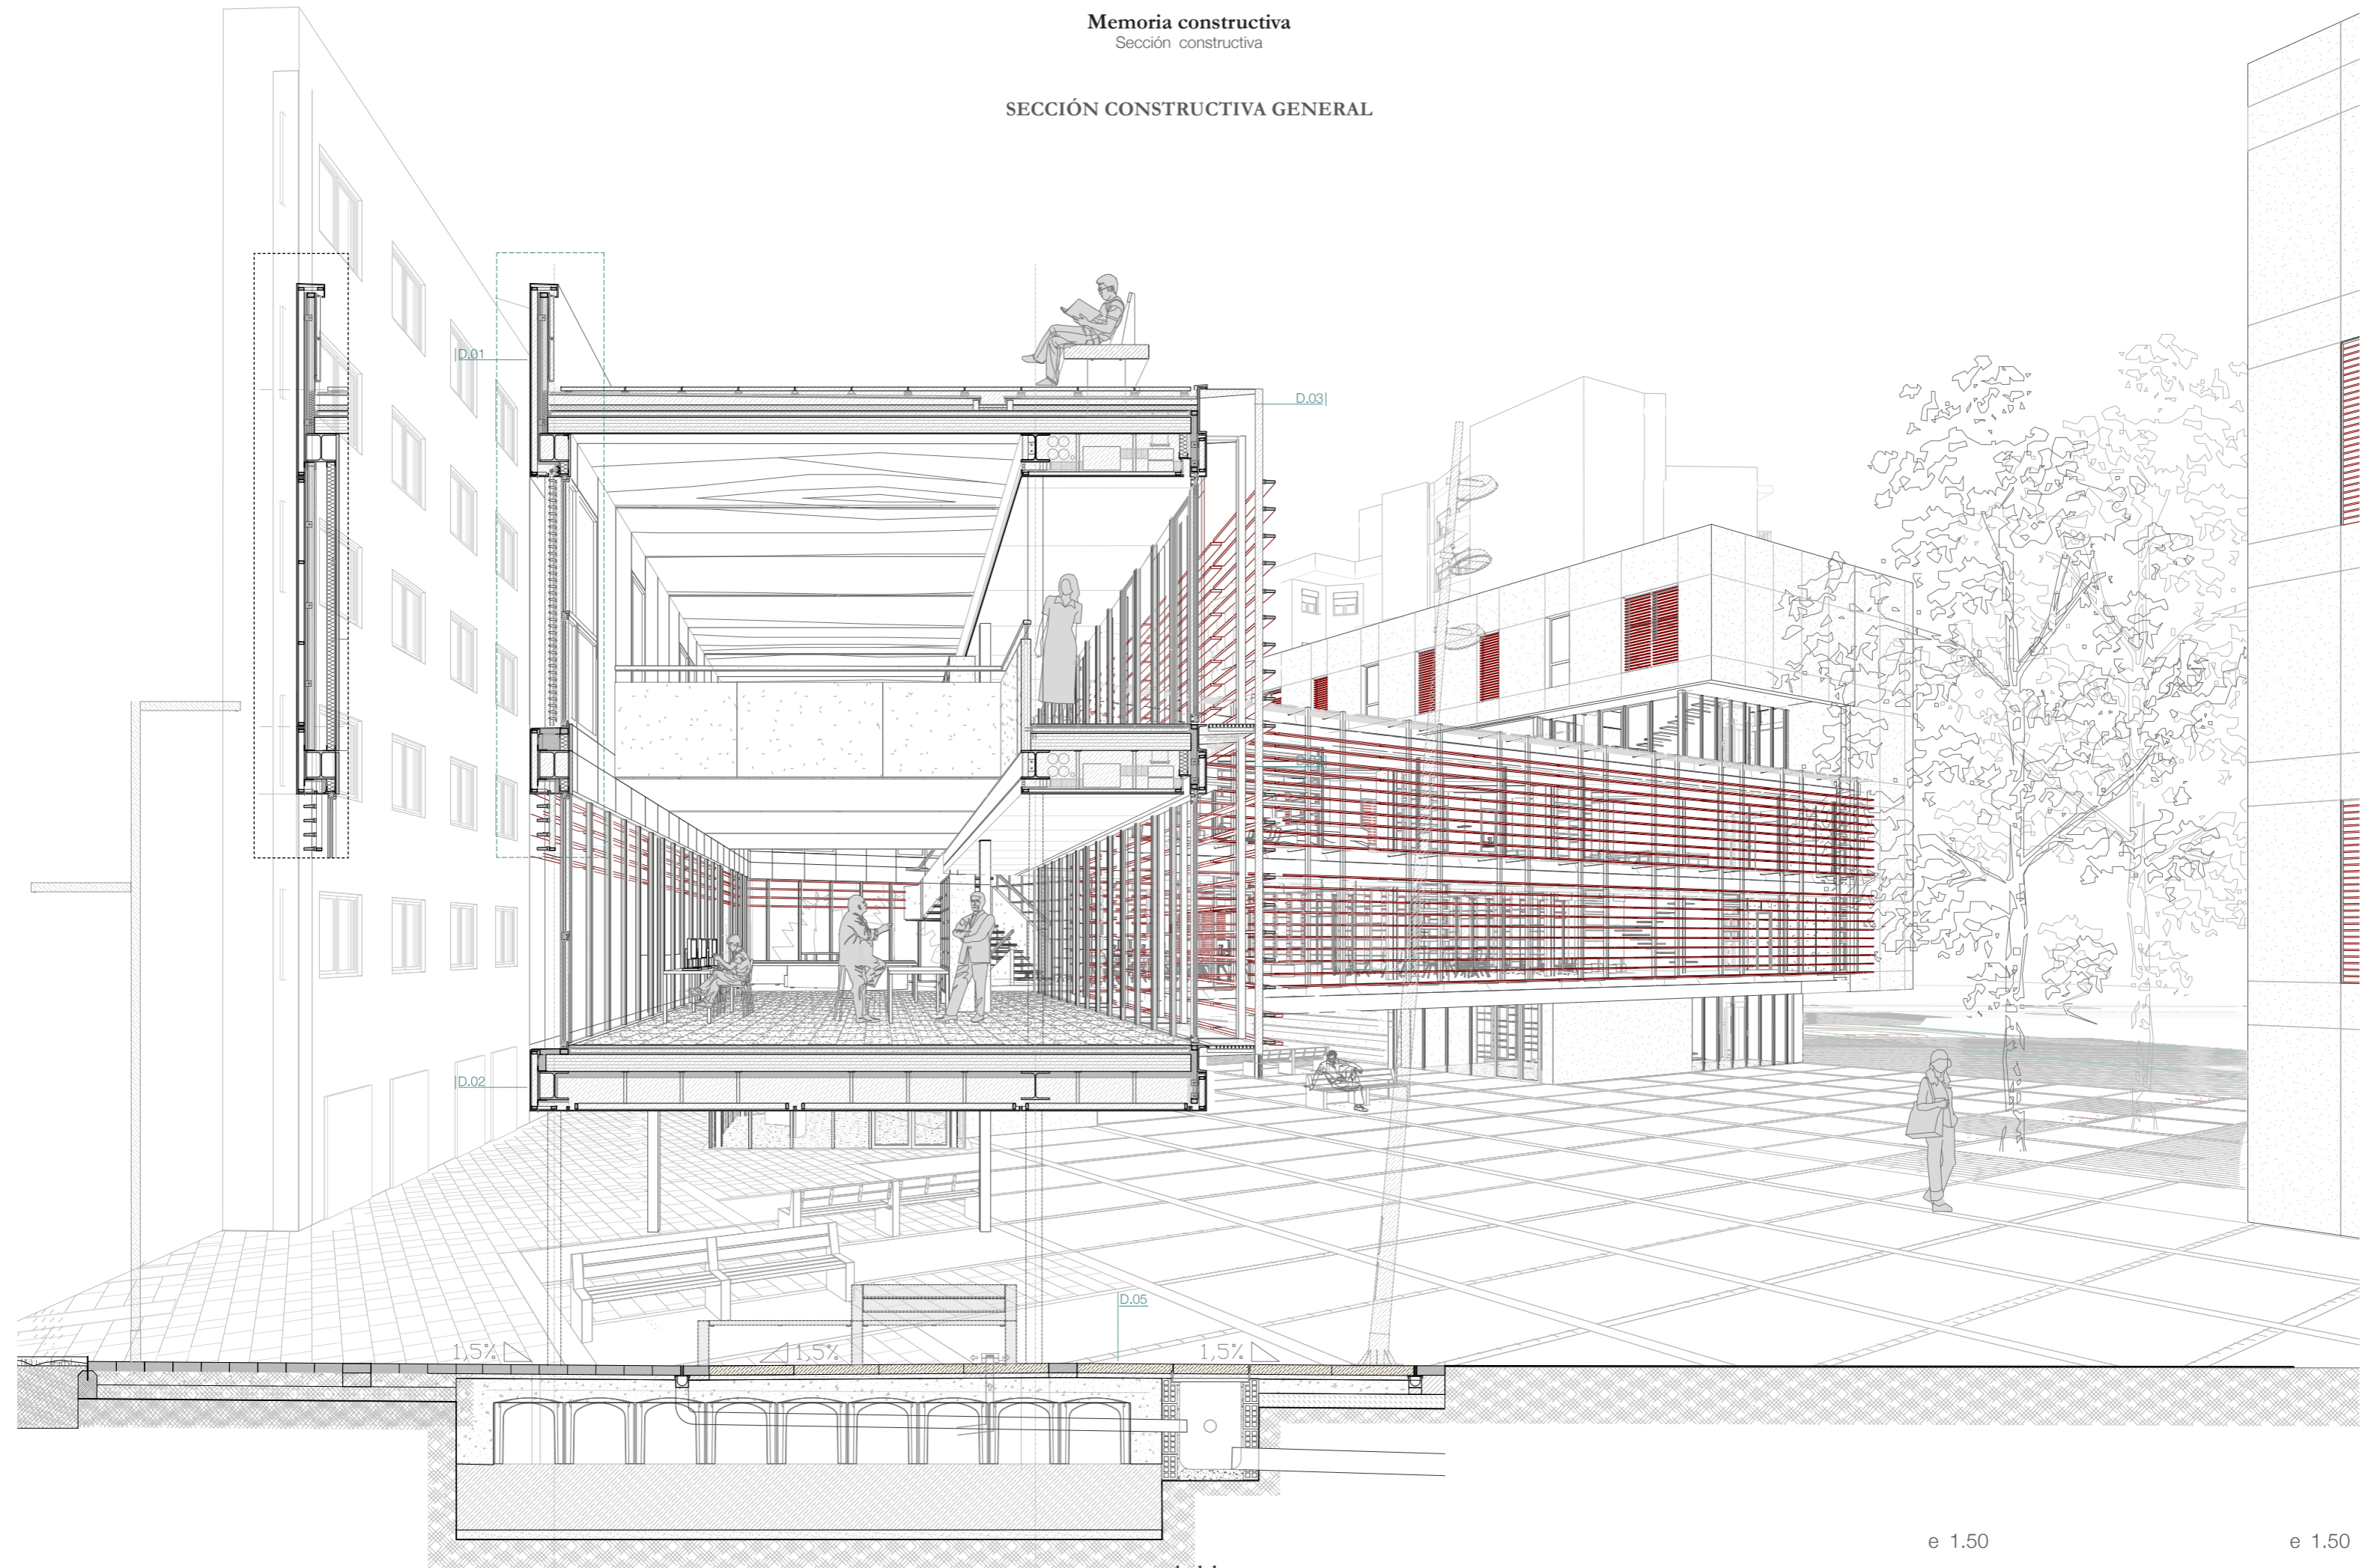 Memoria constructiva
Sección constructiva
SECCIÓN CONSTRUCTIVA GENERAL
D.01
D.03
D.02
D.05
1,5%
1,5%
1,5%
e 1.50
e 1.50